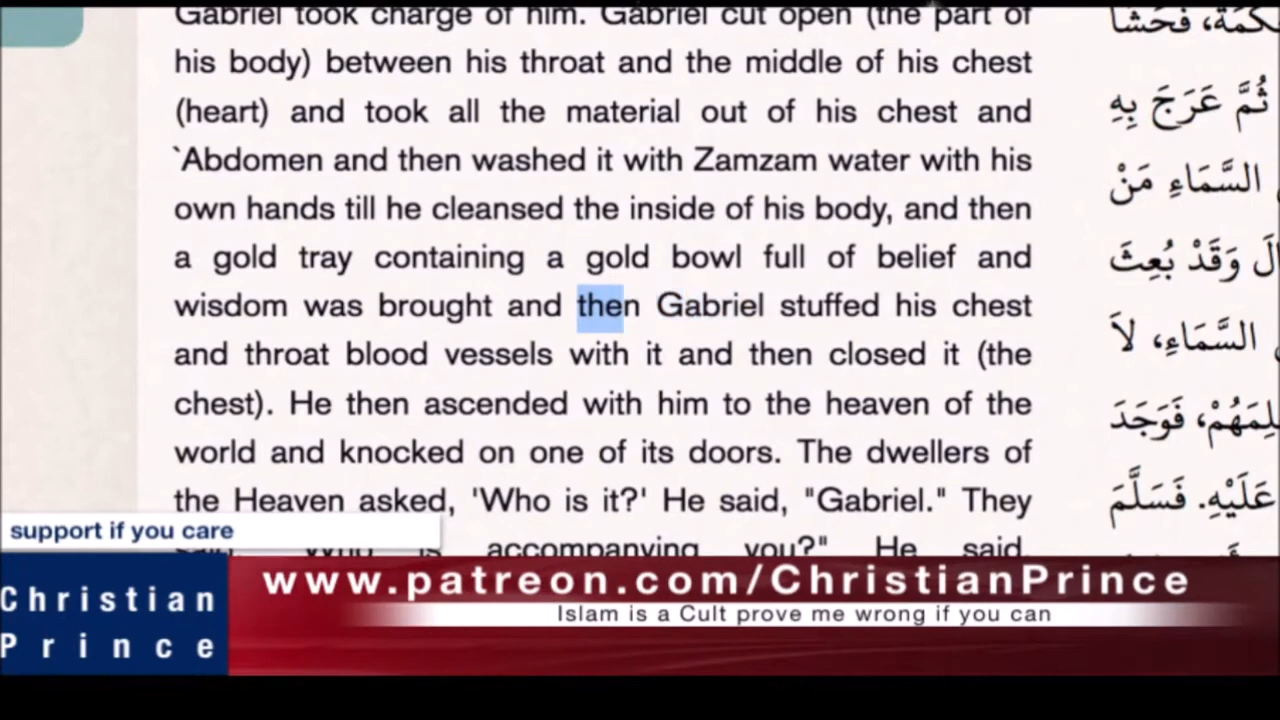 Gabriel took charge of him. Gabriel cut open (the part of
his body) between his throat and the middle of his chest
(heart) and took all the material out of his chest and
`Abdomen and then washed it with Zamzam water with his
own hands till he cleansed the inside of his body, and then
a gold tray containing a gold bowl full of belief and
wisdom was brought and then Gabriel stuffed his chest
and throat blood vessels with it and then closed it (the
chest). He then ascended with him to the heaven of the
world and knocked on one of its doors. The dwellers of
the Heaven asked, 'Who is it?' He said, "Gabriel." They
accompanying you?" He said,
ثُمَّ عَرَجَ بِهِ
السَّمَاءِ مَنْ
وَقَدْ بُعِثَ
السَّمَاءِ، لاَ
فَوَجَدَ
عَلَيْهِ. فَسَلَّمَ
support if you care
Christian
Prince
www.patreon.com/ChristianPrince
Islam is a Cult prove me wrong if you can